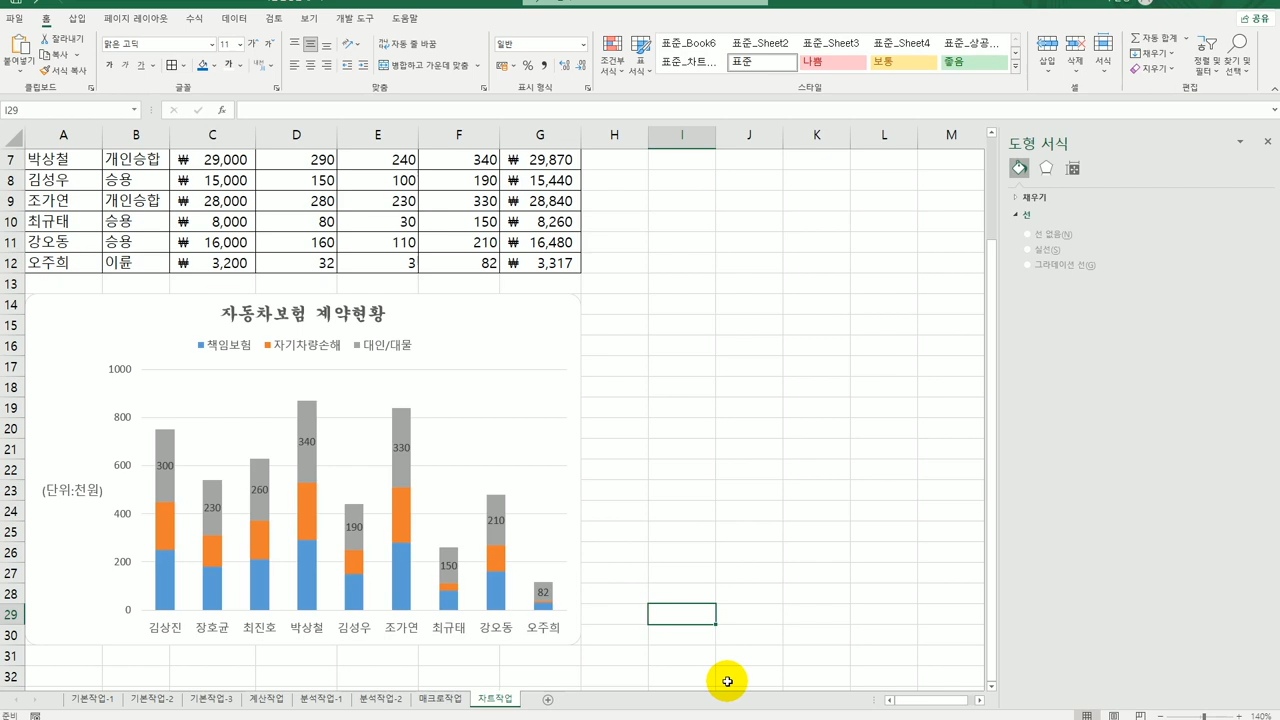 파일 홈 삽입 페이지 레이아웃 수식 데이터 검토 보기 개발 도구 도움말 공유
붙여넣기 잘라내기 복사 서식 복사 클립보드
맑은 고딕 11 가 가 가 글꼴
자동 줄 바꿈 병합하고 가운데 맞춤 맞춤
일반 % 표시 형식
조건부 서식 표 서식
표준_Book6 표준_Sheet2 표준_Sheet3 표준_Sheet4 표준_상공...
표준_차트... 표준 나쁨 보통 좋음
스타일
삽입 삭제 서식 셀
자동 합계 채우기 지우기 정렬 및 필터 찾기 및 선택 편집
I29 fx
A B C D E F G H I J K L M
7 박상철 개인승합 ₩ 29,000 290 240 340 ₩ 29,870
8 김성우 승용 ₩ 15,000 150 100 190 ₩ 15,440
9 조가연 개인승합 ₩ 28,000 280 230 330 ₩ 28,840
10 최규태 승용 ₩ 8,000 80 30 150 ₩ 8,260
11 강오동 승용 ₩ 16,000 160 110 210 ₩ 16,480
12 오주희 이륜 ₩ 3,200 32 3 82 ₩ 3,317
13
14
15
16
17
18
19
20
21
22
23
24
25
26
27
28
29
30
31
32
자동차보험 계약현황
책임보험 자기차량손해 대인/대물
1000
800
600
400
200
0
(단위:천원)
300 230 260 340 190 330 150 210 82
김상진 장호균 최진호 박상철 김성우 조가연 최규태 강오동 오주희
도형 서식
채우기
선
선 없음(N)
실선(S)
그라데이션 선(G)
기본작업-1 기본작업-2 기본작업-3 계산작업 분석작업-1 분석작업-2 매크로작업 차트작업
준비 140%